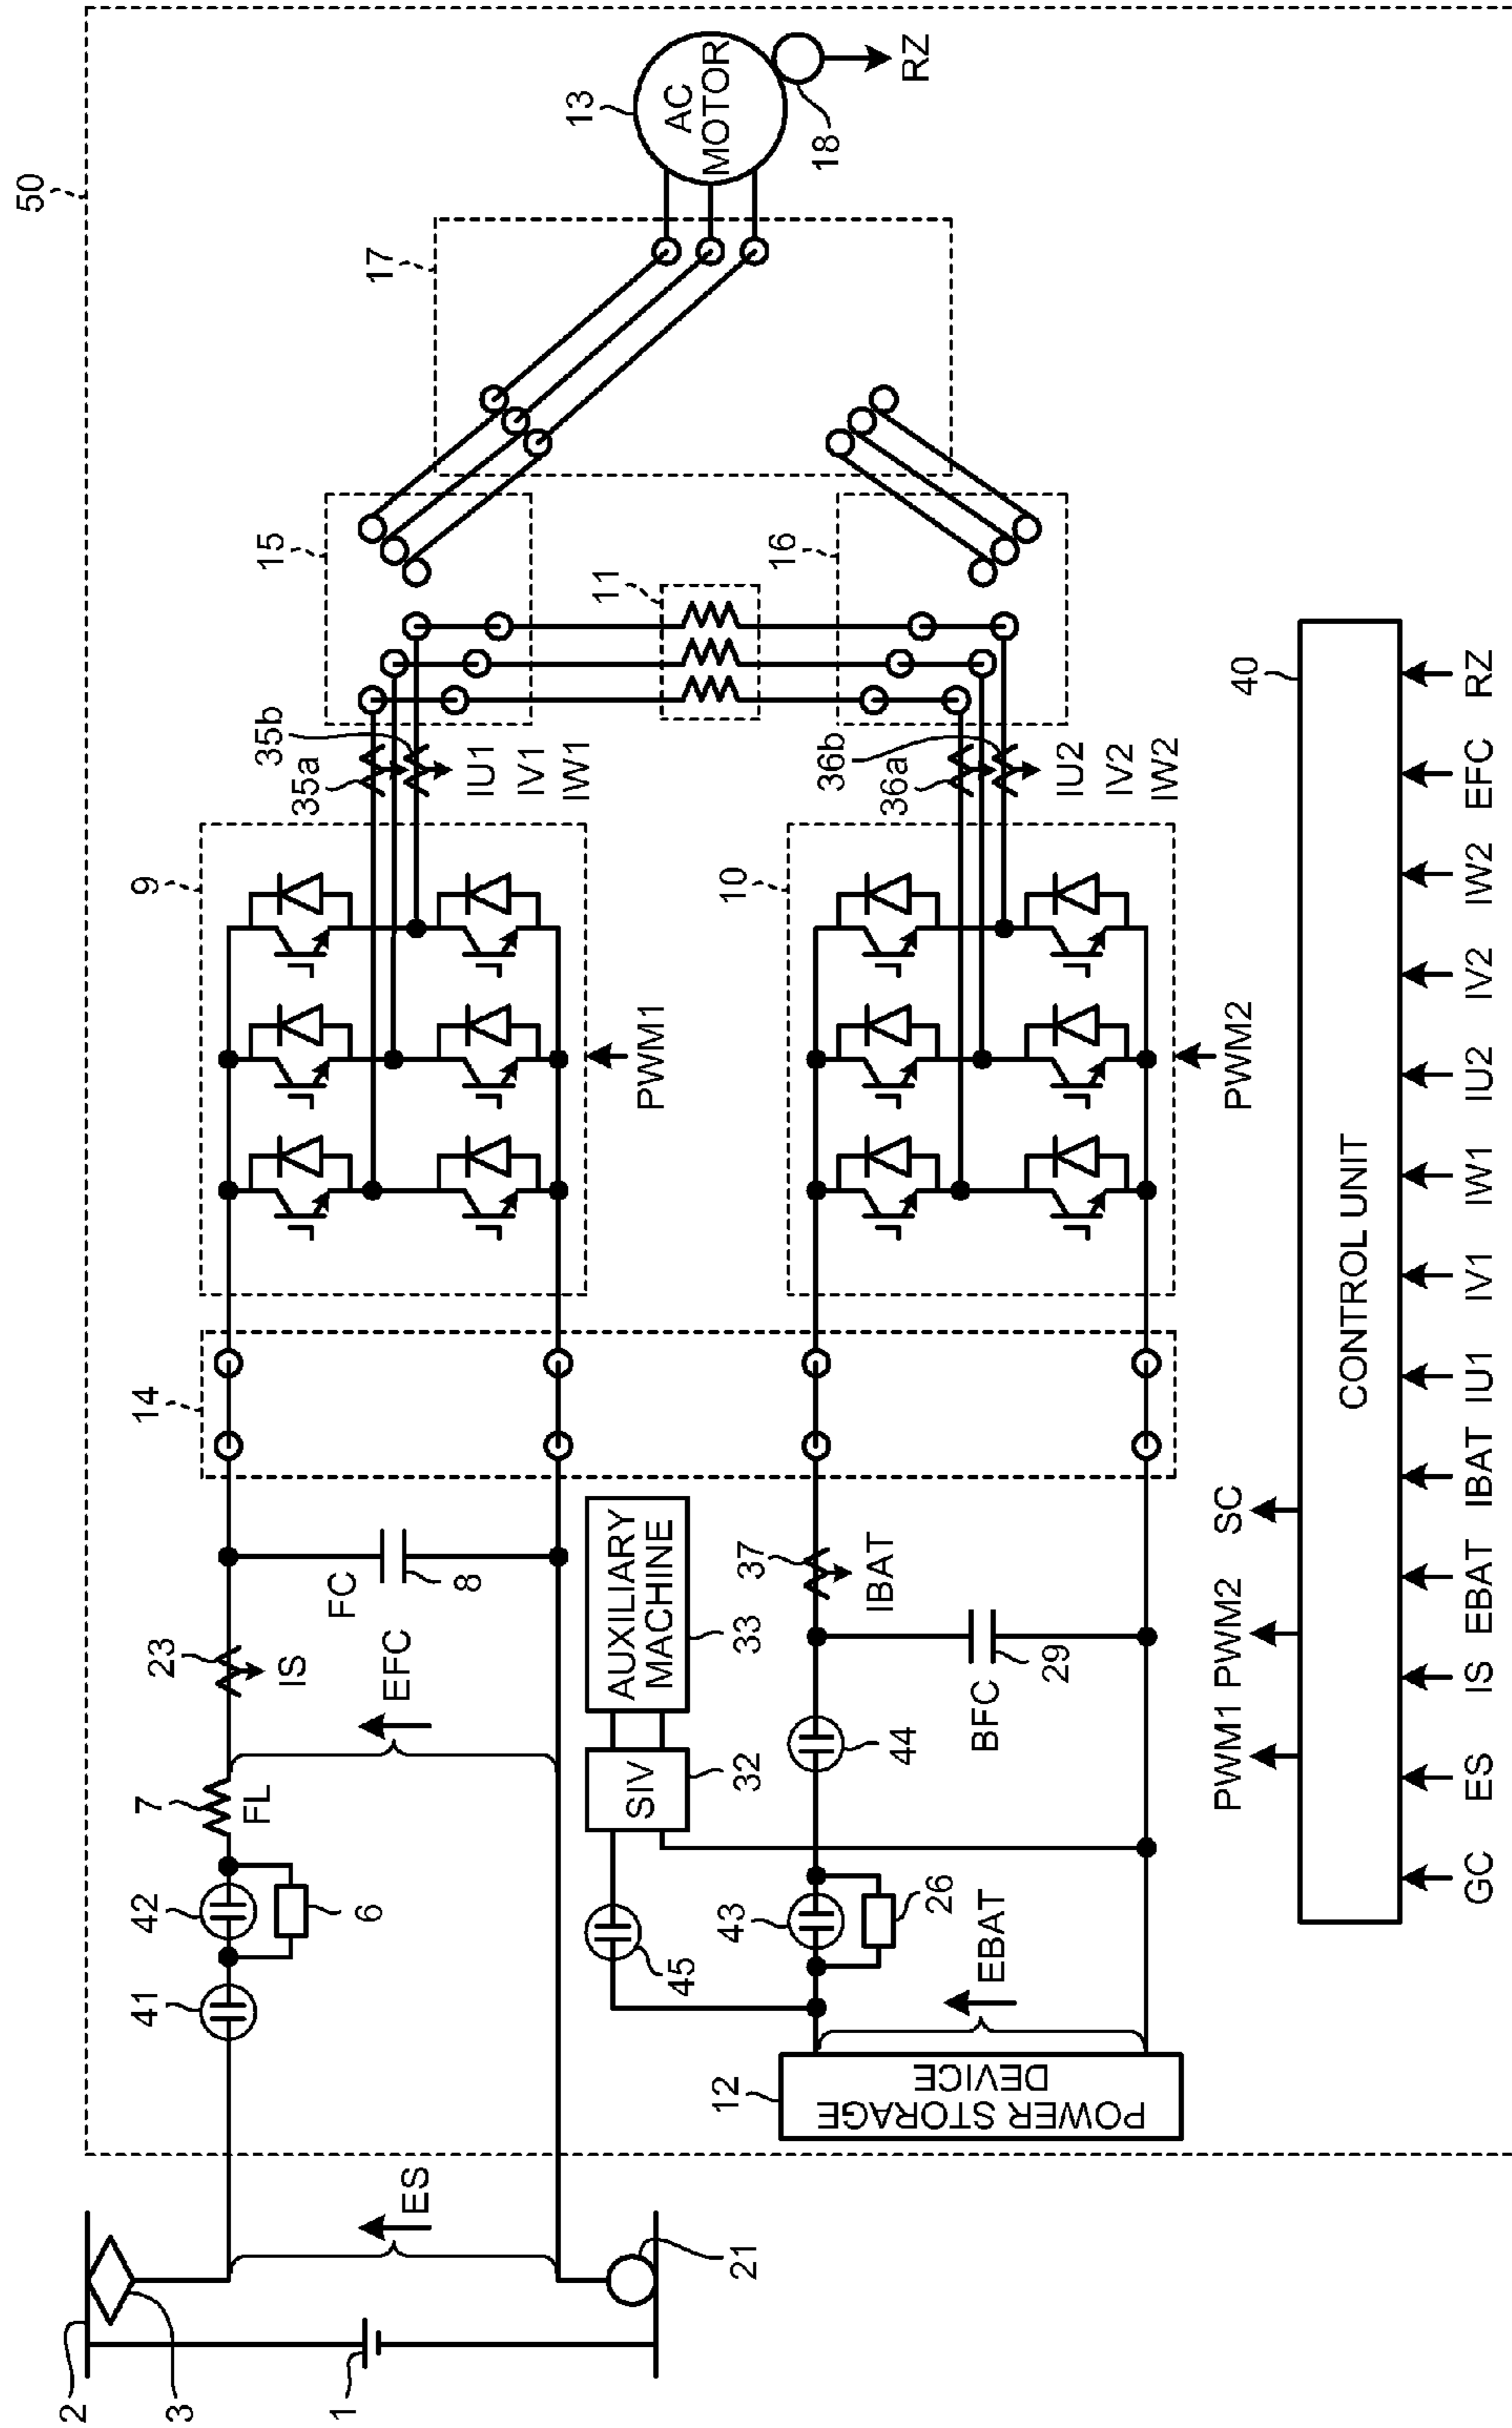 50
17
13
AC
MOTOR
18
RZ
15
16
11
35b
35a
IU1
IV1
IW1
36b
36a
IU2
IV2
IW2
9
PWM1
10
PWM2
14
FC
8
23
IS
EFC
7
FL
42
6
41
AUXILIARY
MACHINE
33
SIV
32
45
37
IBAT
BFC
29
44
43
26
EBAT
12
POWER STORAGE
DEVICE
ES
2
3
1
21
40
CONTROL UNIT
PWM1
PWM2
SC
GC
ES
IS
EBAT
IBAT
IU1
IV1
IW1
IU2
IV2
IW2
EFC
RZ